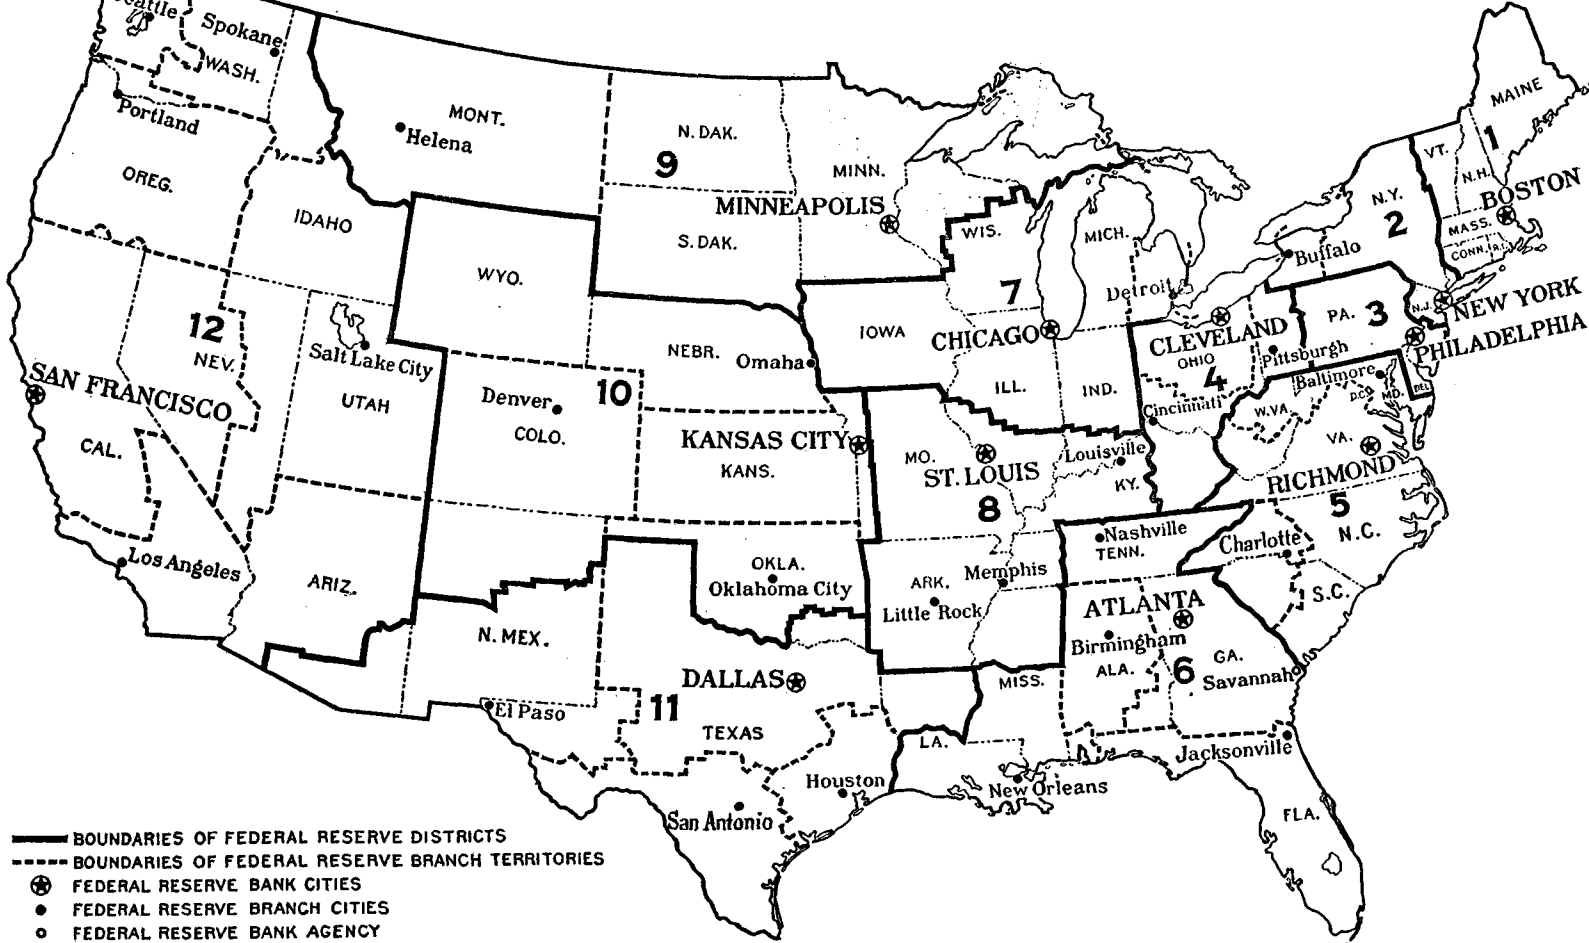 Seattle
Spokane
WASH.
Portland
OREG.
MONT.
Helena
IDAHO
N. DAK.
9
MINN.
MINNEAPOLIS
S. DAK.
WYO.
WIS.
MICH.
7
Detroit
MAINE
1
VT.
N.H.
BOSTON
N.Y.
2
MASS.
CONN.
R.I.
Buffalo
12
NEV.
Salt Lake City
SAN FRANCISCO
UTAH
CAL.
Los Angeles
ARIZ.
IOWA
CHICAGO
NEBR.
Omaha
ILL.
IND.
CLEVELAND
OHIO
4
Cincinnati
Pittsburgh
PA.
3
N.J.
NEW YORK
PHILADELPHIA
Baltimore
D.C.
MD.
DEL
W.VA.
VA.
RICHMOND
5
N.C.
10
Denver
COLO.
KANSAS CITY
KANS.
MO.
ST. LOUIS
8
Louisville
KY.
Nashville
TENN.
Charlotte
S.C.
OKLA.
Oklahoma City
ARK.
Memphis
Little Rock
ATLANTA
Birmingham
ALA.
6
GA.
Savannah
N. MEX.
El Paso
DALLAS
11
TEXAS
MISS.
LA.
Houston
New Orleans
Jacksonville
San Antonio
FLA.
BOUNDARIES OF FEDERAL RESERVE DISTRICTS
BOUNDARIES OF FEDERAL RESERVE BRANCH TERRITORIES
FEDERAL RESERVE BANK CITIES
FEDERAL RESERVE BRANCH CITIES
FEDERAL RESERVE BANK AGENCY